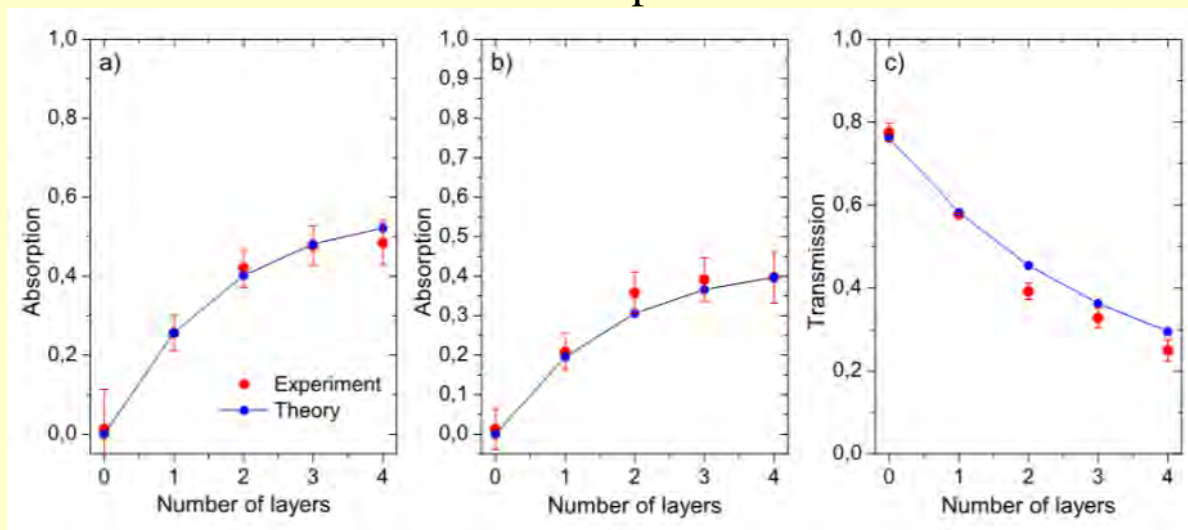 a)
1,0
0,8
0,6
0,4
0,2
0,0
Absorption
Experiment
Theory
0 1 2 3 4
Number of layers
b)
1,0
0,9
0,8
0,7
0,6
0,5
0,4
0,3
0,2
0,1
0,0
Absorption
0 1 2 3 4
Number of layers
c)
1,0
0,8
0,6
0,4
0,2
0,0
Transmission
0 1 2 3 4
Number of layers